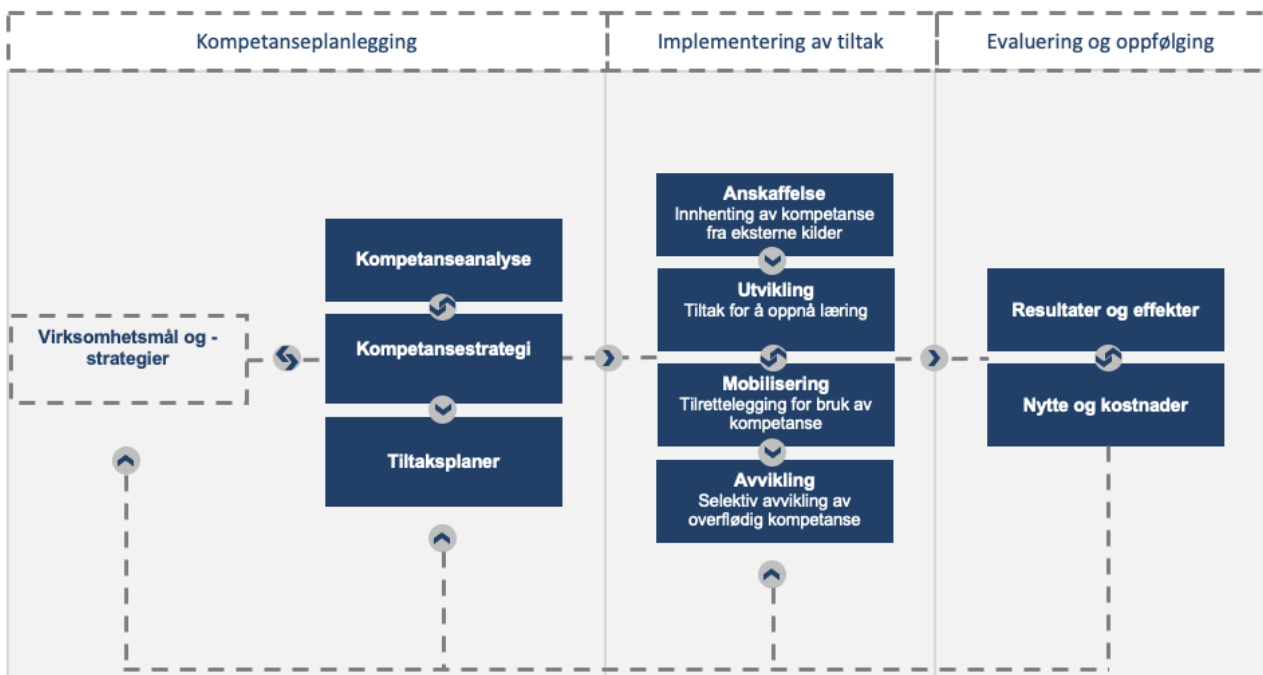 Kompetanseplanlegging
Implementering av tiltak
Evaluering og oppfølging
Virksomhetsmål og -
strategier
Kompetanseanalyse
Kompetansestrategi
Tiltaksplaner
Anskaffelse
Innhenting av kompetanse
fra eksterne kilder
Utvikling
Tiltak for å oppnå læring
Mobilisering
Tilrettelegging for bruk av
kompetanse
Avvikling
Selektiv avvikling av
overflødig kompetanse
Resultater og effekter
Nytte og kostnader